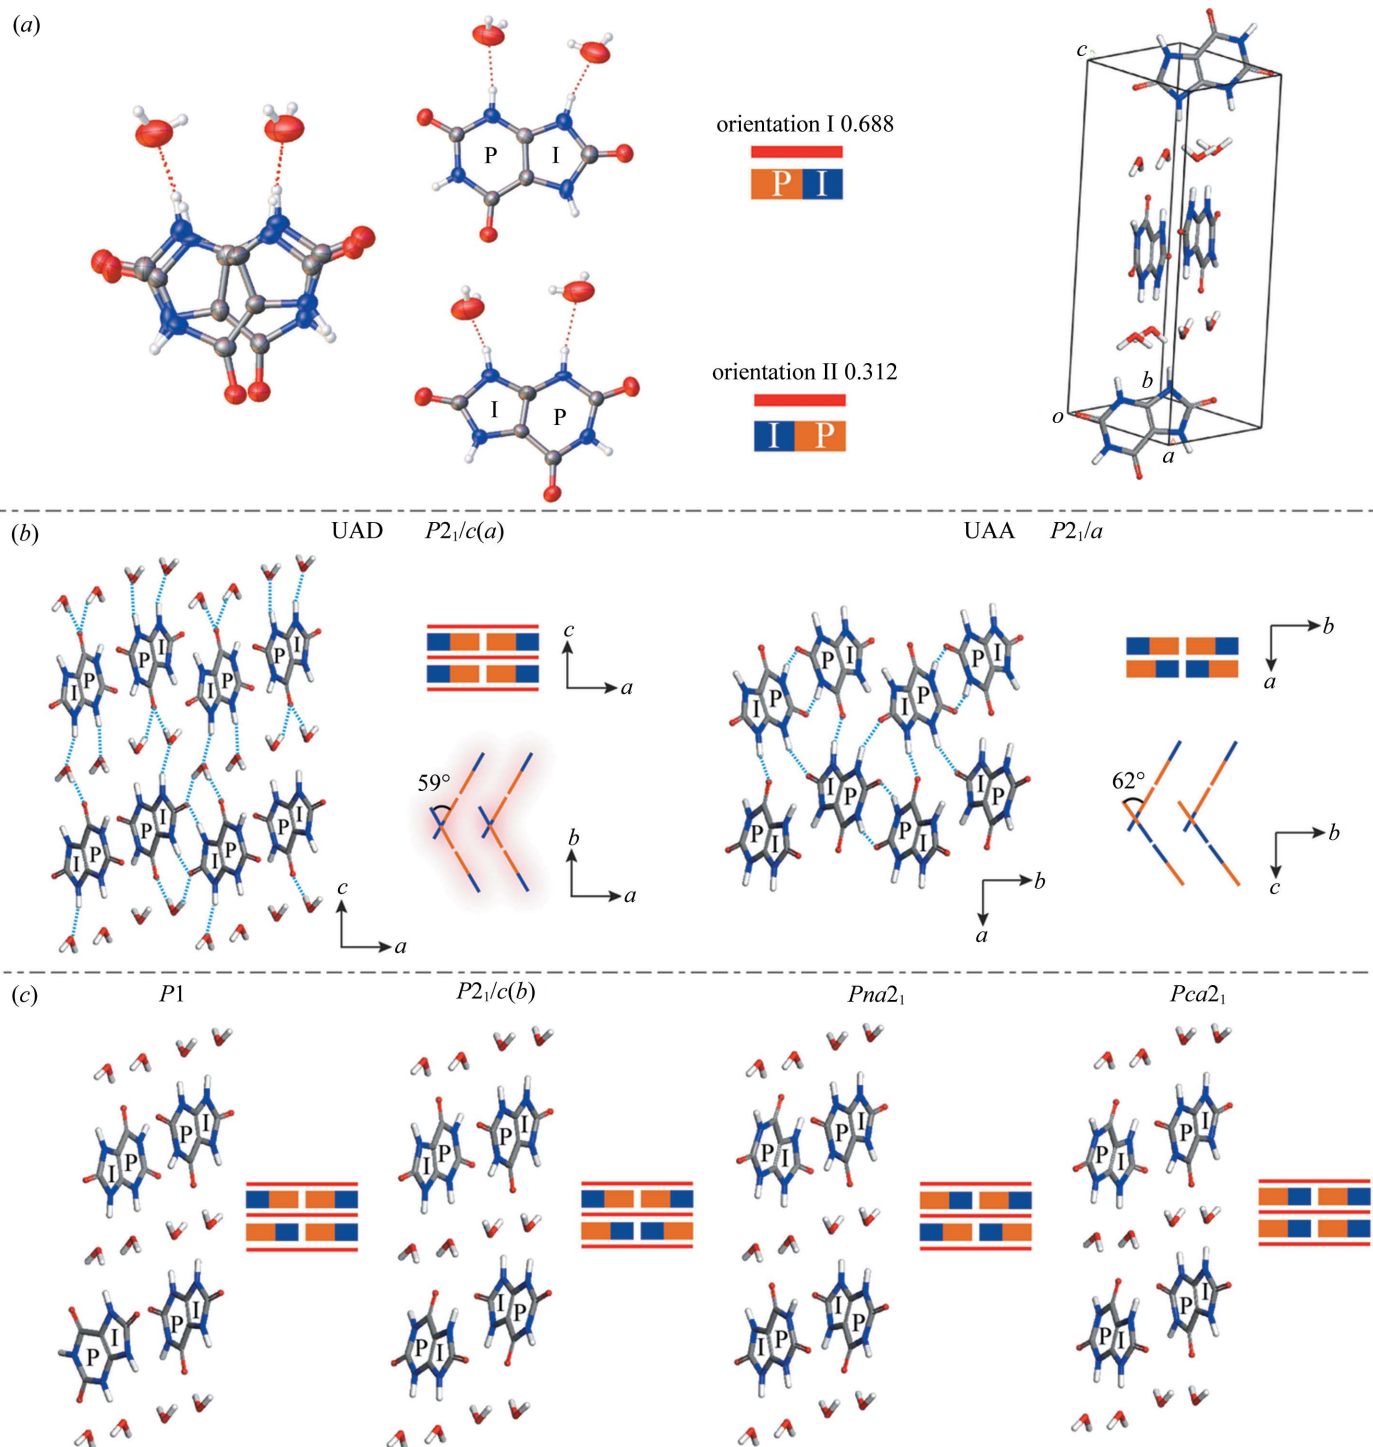 (a)
P I
orientation I 0.688
P I
I P
orientation II 0.312
I P
c
b
o
a
(b) UAD P2₁/c(a) UAA P2₁/a
I P P I I P P I
I P P I I P P I
c
a
59°
b
a
c
a
I P P I I P P I
P I I P P I I P
b
a
b
a
62°
b
c
(c) P1 P2₁/c(b) Pna2₁ Pca2₁
I P P I
P I P I
I P P I
P I I P
P I P I
I P I P
P I P I
P I P I